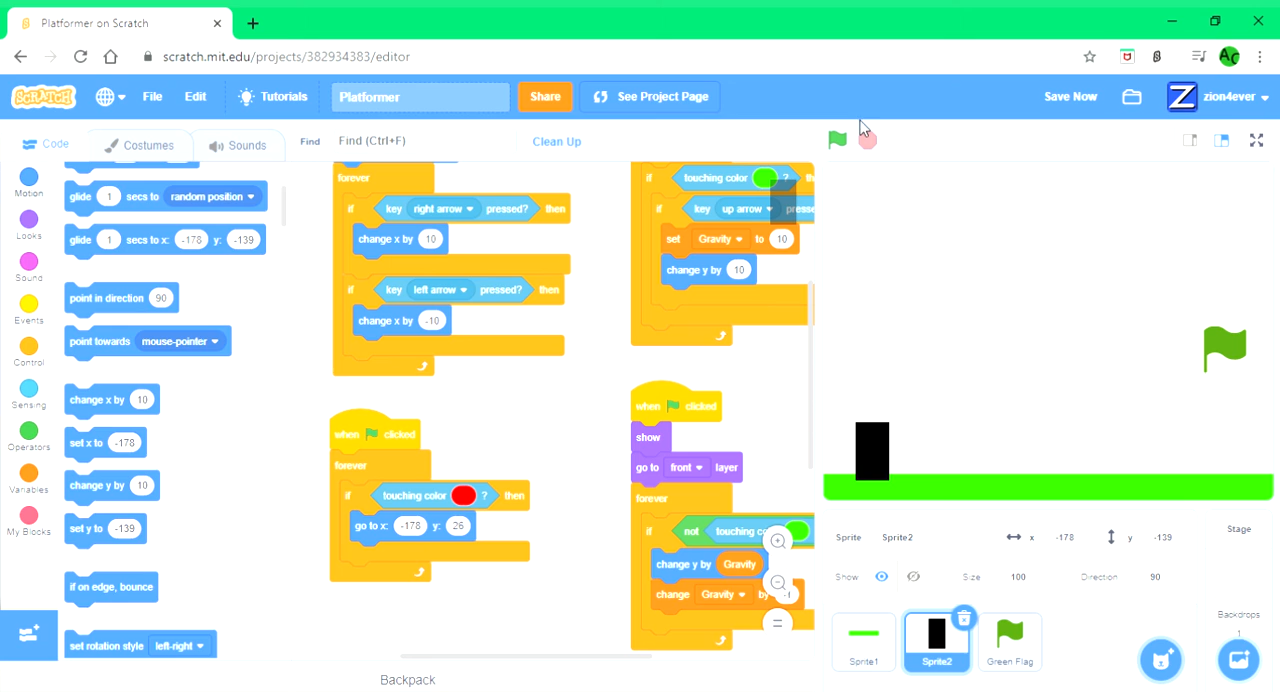 Platformer on Scratch
scratch.mit.edu/projects/382934383/editor
SCRATCH
File
Edit
Tutorials
Platformer
Share
See Project Page
Save Now
zion4ever
Code
Costumes
Sounds
Find
Find (Ctrl+F)
Clean Up
Motion
Looks
Sound
Events
Control
Sensing
Operators
Variables
My Blocks
glide 1 secs to random position
glide 1 secs to x: -178 y: -139
point in direction 90
point towards mouse-pointer
change x by 10
set x to -178
change y by 10
set y to -139
if on edge, bounce
set rotation style left-right
forever
if key right arrow pressed? then
change x by 10
if key left arrow pressed? then
change x by -10
when clicked
forever
if touching color ? then
go to x: -178 y: 26
if touching color ?
if key up arrow
set Gravity to 10
change y by 10
when clicked
show
go to front layer
forever
if not touching
change y by Gravity
change Gravity by -1
Backpack
Sprite Sprite2 x -178 y -139
Show Size 100 Direction 90
Sprite1
Sprite2
Green Flag
Stage
Backdrops
1